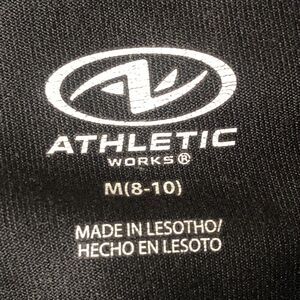 ATHLETIC
WORKS®
M(8-10)
MADE IN LESOTHO/
HECHO EN LESOTO